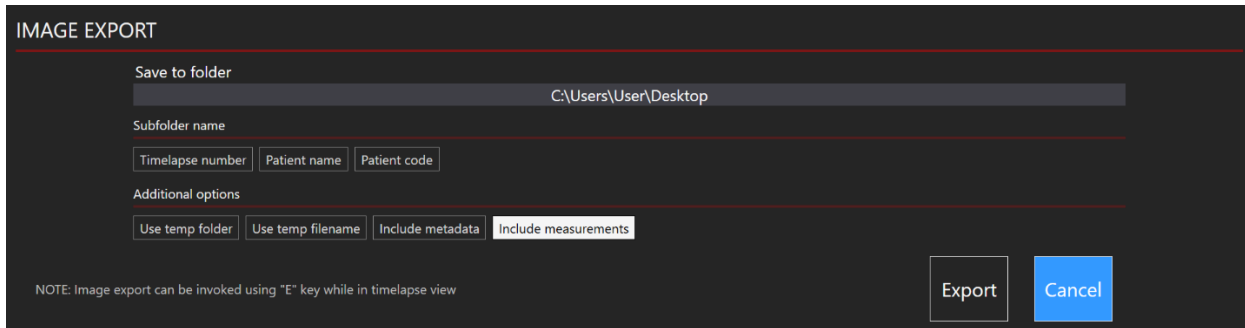 IMAGE EXPORT
Save to folder
C:\Users\User\Desktop
Subfolder name
Timelapse number Patient name Patient code
Additional options
Use temp folder Use temp filename Include metadata Include measurements
NOTE: Image export can be invoked using "E" key while in timelapse view
Export Cancel